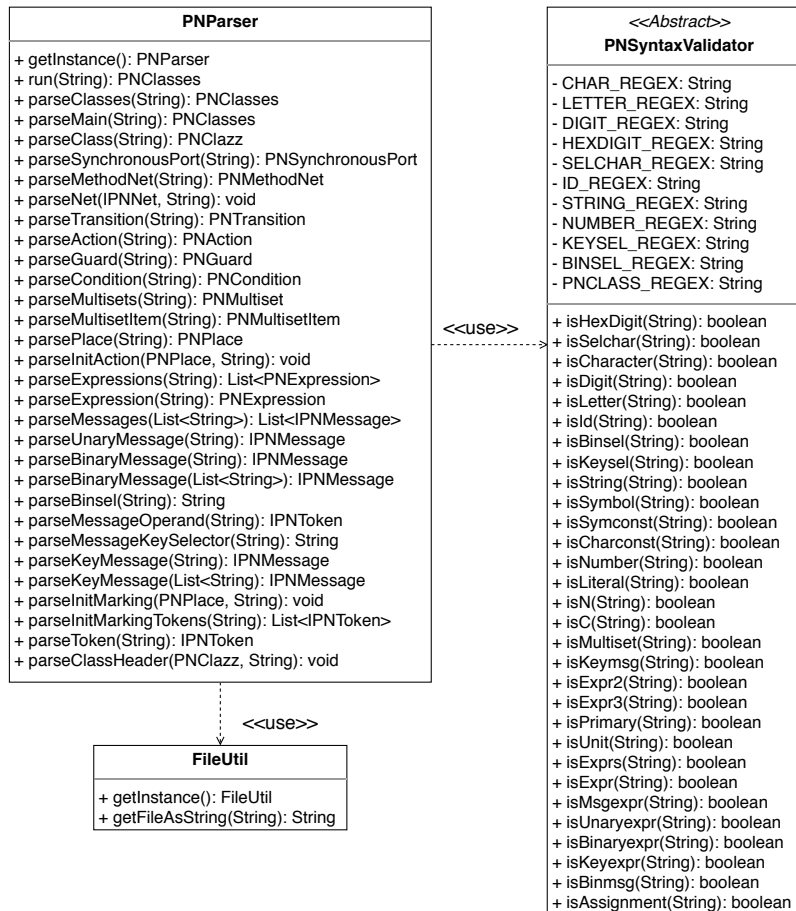 PNParser
+ getInstance(): PNParser
+ run(String): PNClasses
+ parseClasses(String): PNClasses
+ parseMain(String): PNClasses
+ parseClass(String): PNClazz
+ parseSynchronousPort(String): PNSynchronousPort
+ parseMethodNet(String): PNMethodNet
+ parseNet(IPNNet, String): void
+ parseTransition(String): PNTransition
+ parseAction(String): PNAction
+ parseGuard(String): PNGuard
+ parseCondition(String): PNCondition
+ parseMultisets(String): PNMultiset
+ parseMultisetItem(String): PNMultisetItem
+ parsePlace(String): PNPlace
+ parseInitAction(PNPlace, String): void
+ parseExpressions(String): List<PNExpression>
+ parseExpression(String): PNExpression
+ parseMessages(List<String>): List<IPNMessage>
+ parseUnaryMessage(String): IPNMessage
+ parseBinaryMessage(String): IPNMessage
+ parseBinaryMessage(List<String>): IPNMessage
+ parseBinsel(String): String
+ parseMessageOperand(String): IPNToken
+ parseMessageKeySelector(String): String
+ parseKeyMessage(String): IPNMessage
+ parseKeyMessage(List<String): IPNMessage
+ parseInitMarking(PNPlace, String): void
+ parseInitMarkingTokens(String): List<IPNToken>
+ parseToken(String): IPNToken
+ parseClassHeader(PNClazz, String): void
<<use>>
FileUtil
+ getInstance(): FileUtil
+ getFileAsString(String): String
<<use>>
<<Abstract>>
PNSyntaxValidator
- CHAR_REGEX: String
- LETTER_REGEX: String
- DIGIT_REGEX: String
- HEXDIGIT_REGEX: String
- SELCHAR_REGEX: String
- ID_REGEX: String
- STRING_REGEX: String
- NUMBER_REGEX: String
- KEYSEL_REGEX: String
- BINSEL_REGEX: String
- PNCLASS_REGEX: String
+ isHexDigit(String): boolean
+ isSelchar(String): boolean
+ isCharacter(String): boolean
+ isDigit(String): boolean
+ isLetter(String): boolean
+ isId(String): boolean
+ isBinsel(String): boolean
+ isKeysel(String): boolean
+ isString(String): boolean
+ isSymbol(String): boolean
+ isSymconst(String): boolean
+ isCharconst(String): boolean
+ isNumber(String): boolean
+ isLiteral(String): boolean
+ isN(String): boolean
+ isC(String): boolean
+ isMultiset(String): boolean
+ isKeymsg(String): boolean
+ isExpr2(String): boolean
+ isExpr3(String): boolean
+ isPrimary(String): boolean
+ isUnit(String): boolean
+ isExprs(String): boolean
+ isExpr(String): boolean
+ isMsgexpr(String): boolean
+ isUnaryexpr(String): boolean
+ isBinaryexpr(String): boolean
+ isKeyexpr(String): boolean
+ isBinmsg(String): boolean
+ isAssignment(String): boolean